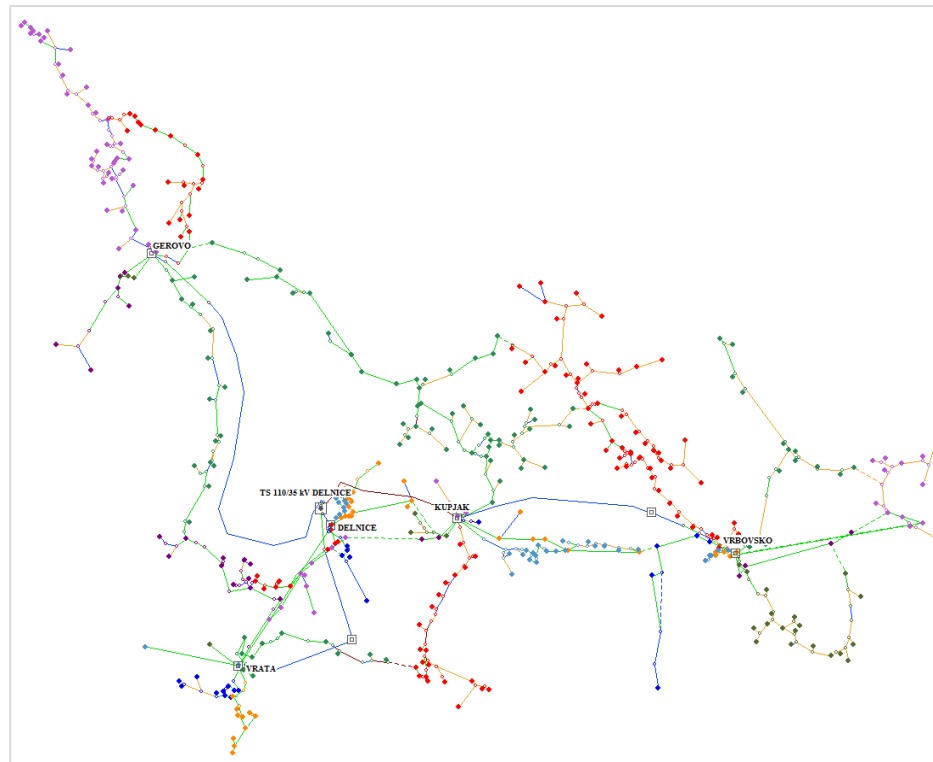 GEROVO
TS 110/35 kV DELNICE
KUPJAK
DELNICE
VRBOVSKO
VRATA